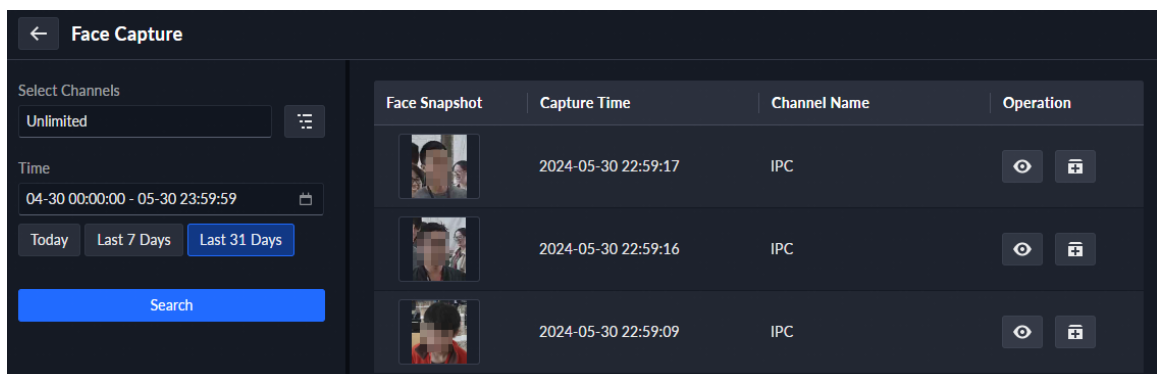 Face Capture
Select Channels
Unlimited
Time
04-30 00:00:00 - 05-30 23:59:59
Today Last 7 Days Last 31 Days
Search
Face Snapshot Capture Time Channel Name Operation
2024-05-30 22:59:17 IPC
2024-05-30 22:59:16 IPC
2024-05-30 22:59:09 IPC